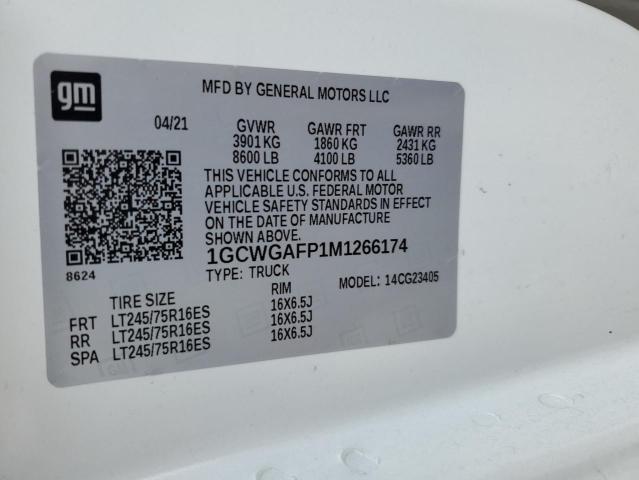 gm
MFD BY GENERAL MOTORS LLC
04/21 GVWR GAWR FRT GAWR RR
3901 KG 1860 KG 2431 KG
8600 LB 4100 LB 5360 LB
THIS VEHICLE CONFORMS TO ALL
APPLICABLE U.S. FEDERAL MOTOR
VEHICLE SAFETY STANDARDS IN EFFECT
ON THE DATE OF MANUFACTURE
SHOWN ABOVE.
8624
1GCWGAFP1M1266174
TYPE: TRUCK MODEL: 14CG23405
TIRE SIZE RIM
FRT LT245/75R16ES 16X6.5J
RR LT245/75R16ES 16X6.5J
SPA LT245/75R16ES 16X6.5J